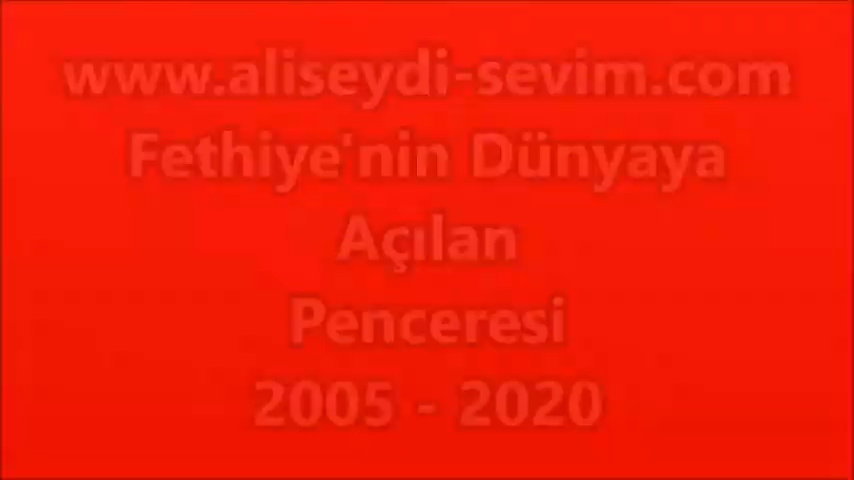 www.aliseydi-sevim.com
Fethiye'nin Dünyaya
Açılan
Penceresi
2005 - 2020